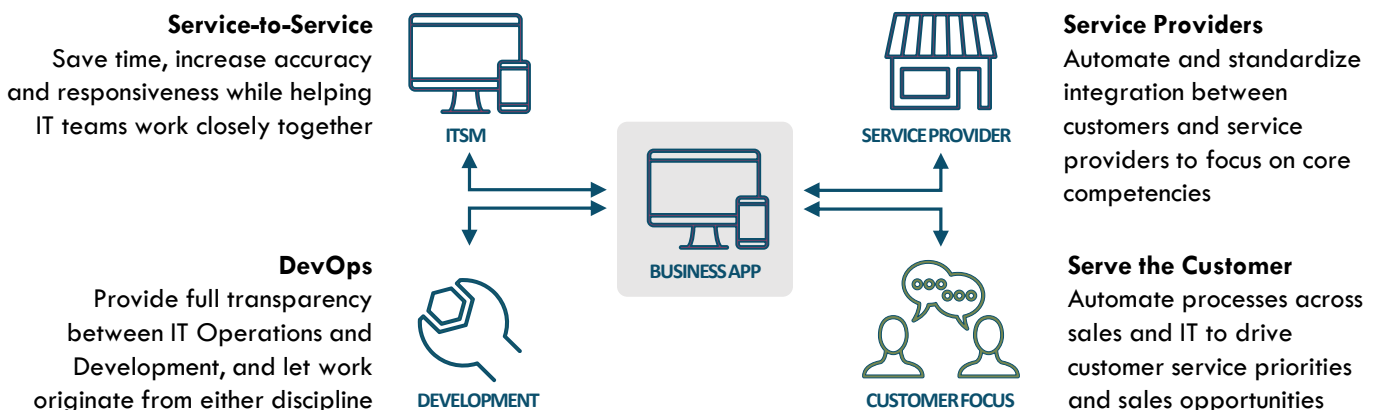 Service-to-Service
Save time, increase accuracy
and responsiveness while helping
IT teams work closely together
ITSM
SERVICE PROVIDER
Service Providers
Automate and standardize
integration between
customers and service
providers to focus on core
competencies
BUSINESS APP
DevOps
Provide full transparency
between IT Operations and
Development, and let work
originate from either discipline
DEVELOPMENT
CUSTOMER FOCUS
Serve the Customer
Automate processes across
sales and IT to drive
customer service priorities
and sales opportunities